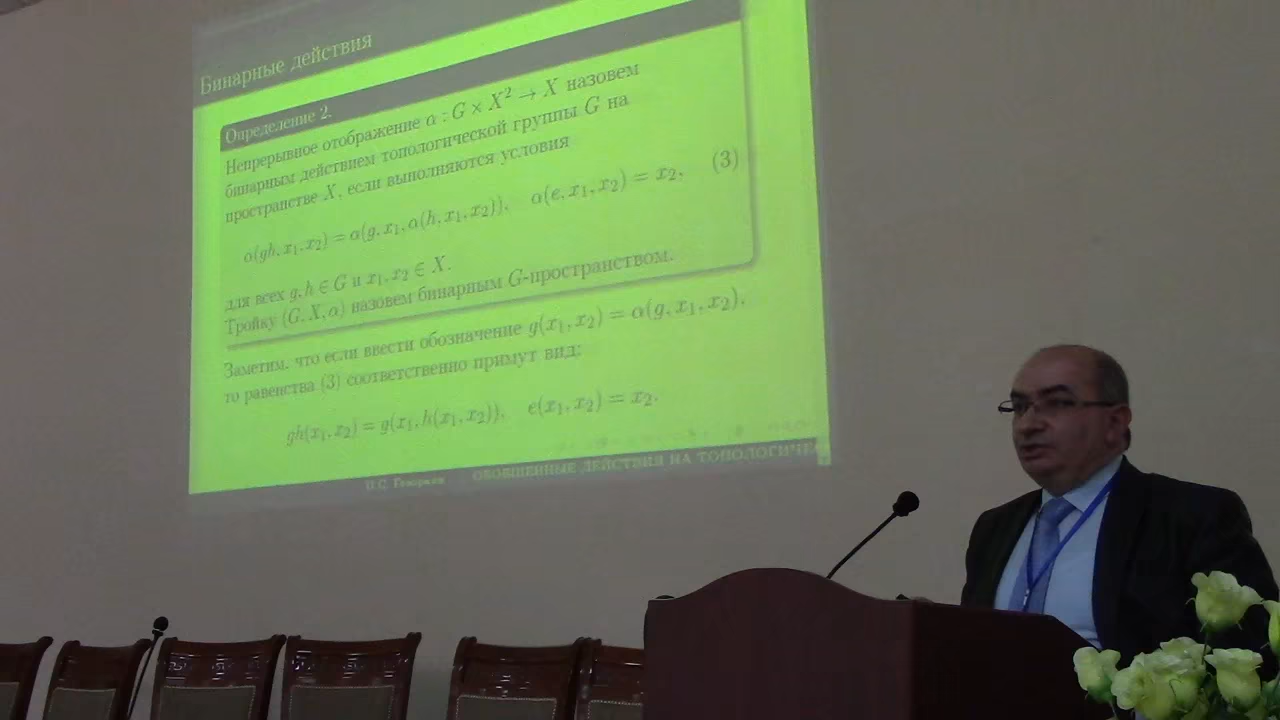 Бинарные действия
Определение 2.
Непрерывное отображение α : G × X² → X назовем
бинарным действием топологической группы G на
пространстве X, если выполняются условия
α(gh, x₁, x₂) = α(g, x₁, α(h, x₁, x₂)), α(e, x₁, x₂) = x₂, (3)
для всех g, h ∈ G и x₁, x₂ ∈ X.
Тройку (G, X, α) назовем бинарным G-пространством.
Заметим, что если ввести обозначение g(x₁, x₂) = α(g, x₁, x₂),
то равенства (3) соответственно примут вид:
gh(x₁, x₂) = g(x₁, h(x₁, x₂)), e(x₁, x₂) = x₂.
П.С. Геворкян ОБОБЩЕННЫЕ ДЕЙСТВИЯ НА ТОПОЛОГИЧЕ